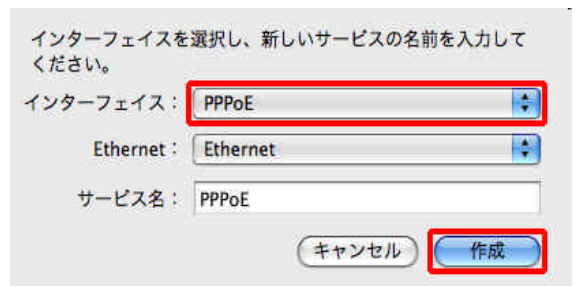 インターフェイスを選択し、新しいサービスの名前を入力して
ください。
インターフェイス： PPPoE
Ethernet： Ethernet
サービス名： PPPoE
キャンセル 作成